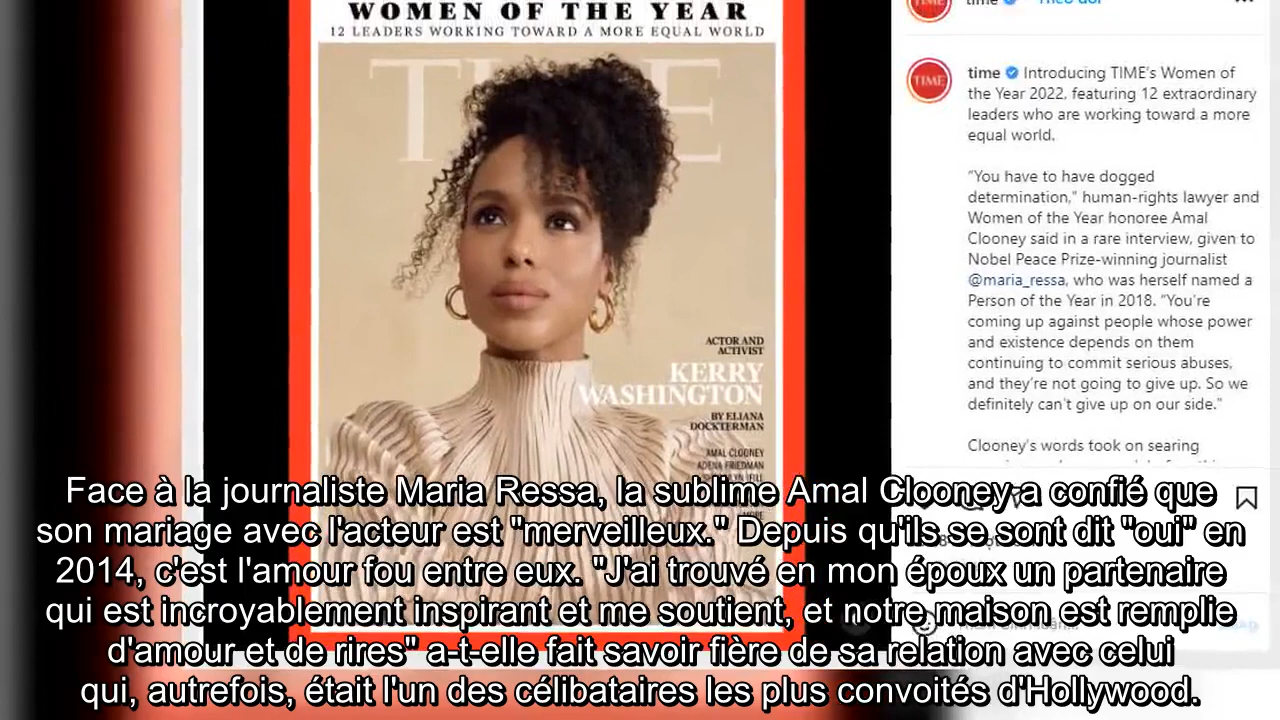 WOMEN OF THE YEAR
12 LEADERS WORKING TOWARD A MORE EQUAL WORLD
TIME
ACTOR AND
ACTIVIST
KERRY
WASHINGTON
BY ELIANA
DOCKTERMAN
AMAL CLOONEY
ADENA FRIEDMAN
time
Theo dõi
TIME
time Introducing TIME's Women of
the Year 2022, featuring 12 extraordinary
leaders who are working toward a more
equal world.
"You have to have dogged
determination," human-rights lawyer and
Women of the Year honoree Amal
Clooney said in a rare interview, given to
Nobel Peace Prize-winning journalist
@maria_ressa, who was herself named a
Person of the Year in 2018. "You're
coming up against people whose power
and existence depends on them
continuing to commit serious abuses,
and they're not going to give up. So we
definitely can't give up on our side."
Clooney's words took on searing
Face à la journaliste Maria Ressa, la sublime Amal Clooney a confié que
son mariage avec l'acteur est "merveilleux." Depuis qu'ils se sont dit "oui" en
2014, c'est l'amour fou entre eux. "J'ai trouvé en mon époux un partenaire
qui est incroyablement inspirant et me soutient, et notre maison est remplie
d'amour et de rires" a-t-elle fait savoir fière de sa relation avec celui
qui, autrefois, était l'un des célibataires les plus convoités d'Hollywood.